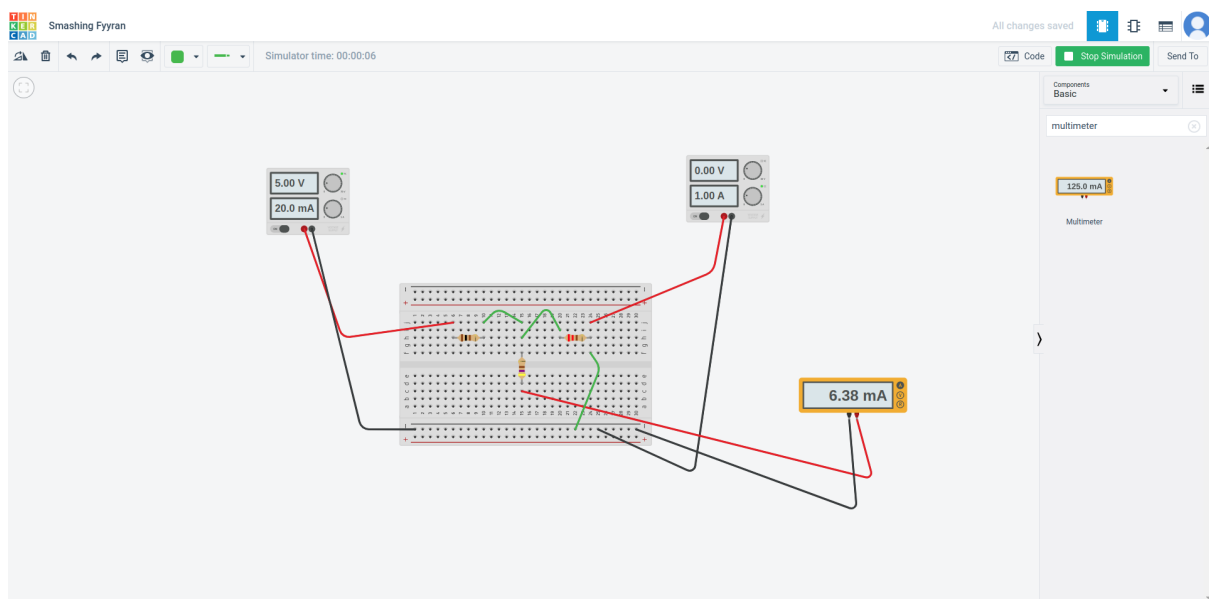 TIN
KER
CAD
Smashing Fyyran
All changes saved
Simulator time: 00:00:06
Code
Stop Simulation
Send To
Components
Basic
multimeter
125.0 mA
Multimeter
5.00 V
20.0 mA
0.00 V
1.00 A
6.38 mA